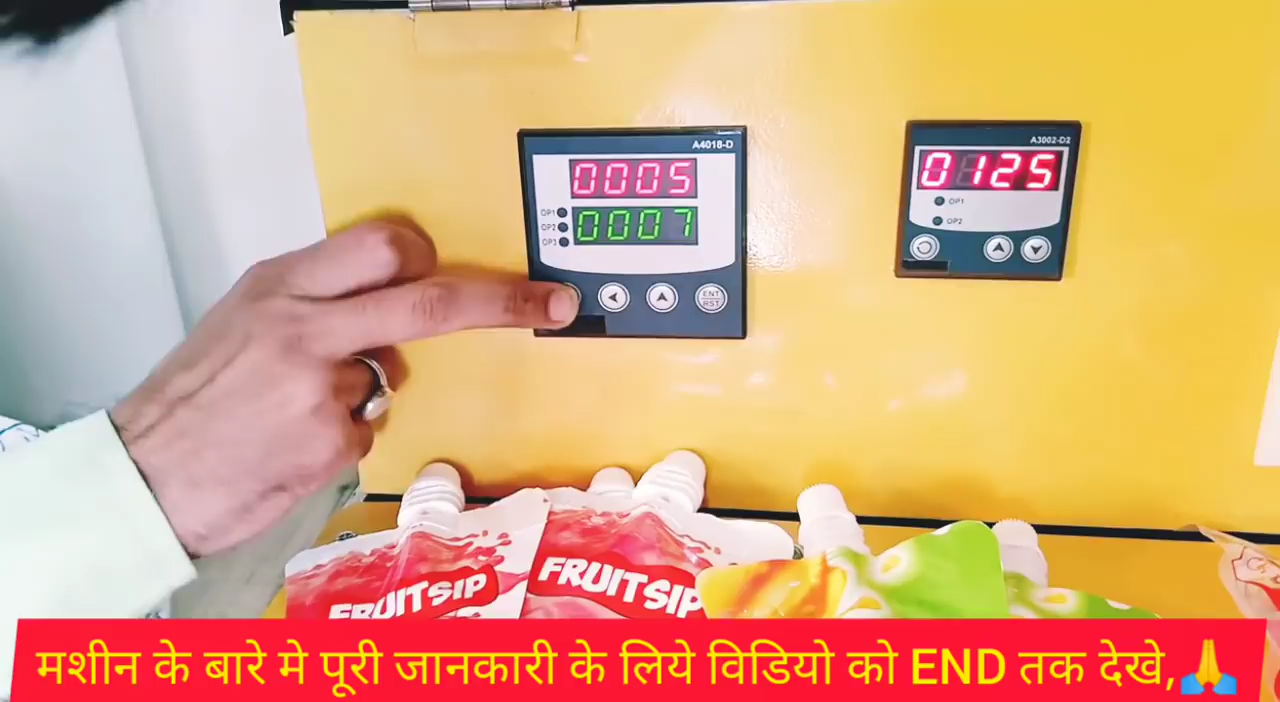 A4018-D
0005
OP1
OP2
OP3
0007
ENT
RST
A3002-D2
0125
OP1
OP2
FRUITSIP
FRUITSIP
मशीन के बारे मे पूरी जानकारी के लिये विडियो को END तक देखे,🙏